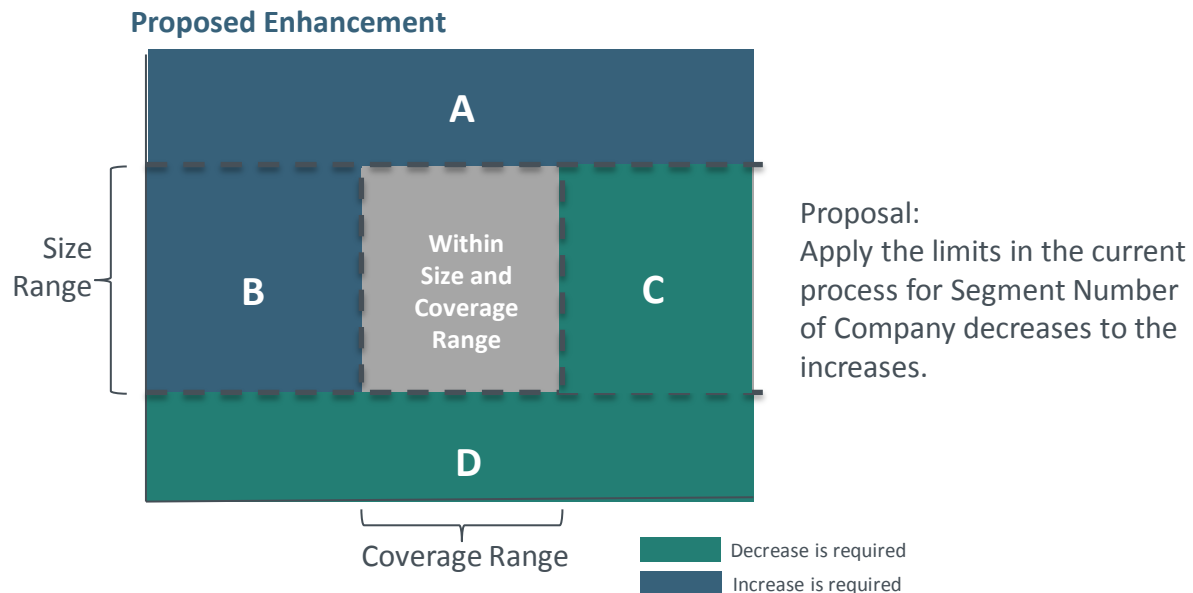 Proposed Enhancement
A
Size
Range
B
Within
Size and
Coverage
Range
C
D
Coverage Range
Proposal:
Apply the limits in the current
process for Segment Number
of Company decreases to the
increases.
Decrease is required
Increase is required